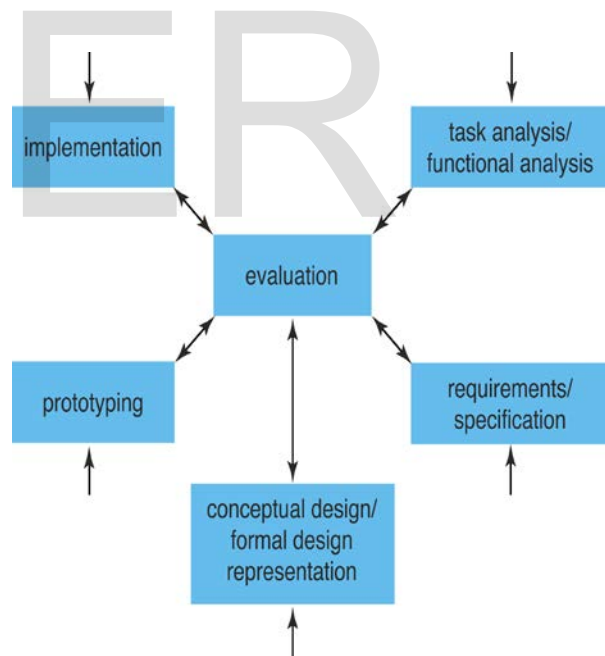 ER
implementation
task analysis/
functional analysis
evaluation
prototyping
requirements/
specification
conceptual design/
formal design
representation